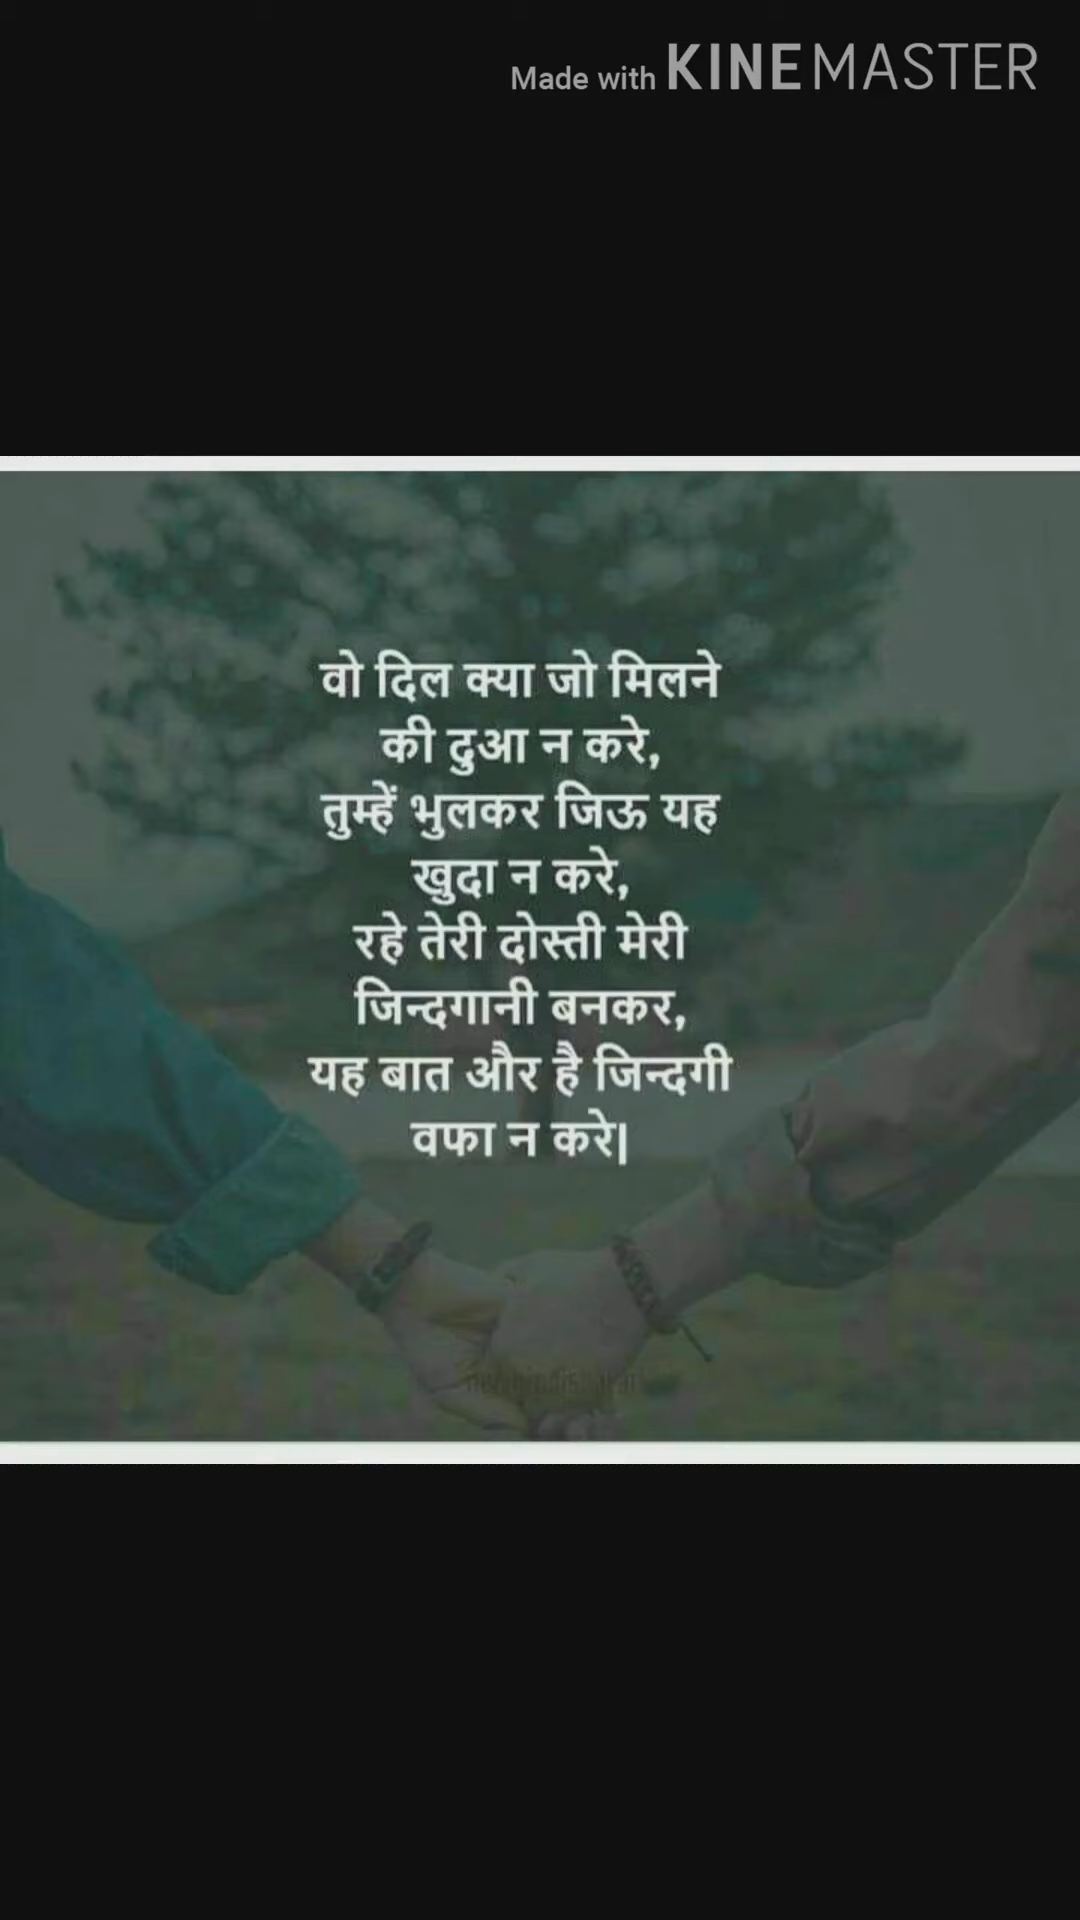 Made with KINEMASTER
वो दिल क्या जो मिलने
की दुआ न करे,
तुम्हें भुलकर जिऊ यह
खुदा न करे,
रहे तेरी दोस्ती मेरी
जिन्दगानी बनकर,
यह बात और है जिन्दगी
वफा न करे|